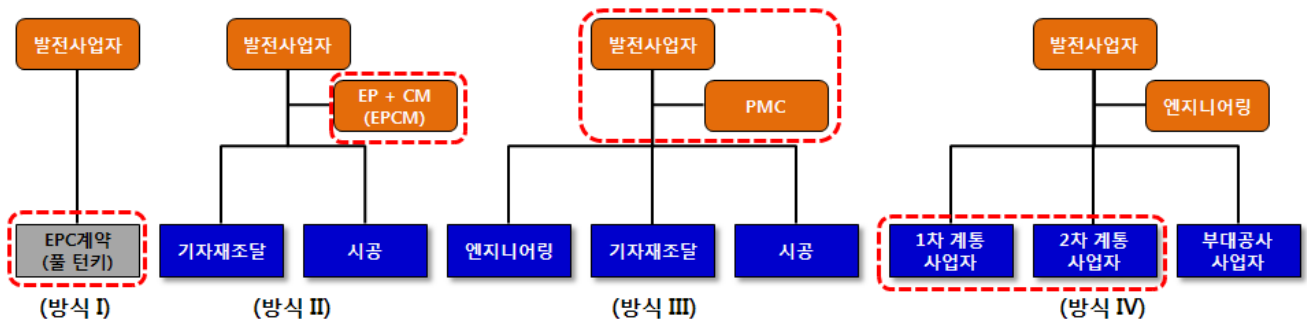 발전사업자
EPC계약
(풀 턴키)
(방식 I)
발전사업자
EP + CM
(EPCM)
기자재조달
시공
(방식 II)
발전사업자
PMC
엔지니어링
기자재조달
시공
(방식 III)
발전사업자
엔지니어링
1차 계통
사업자
2차 계통
사업자
부대공사
사업자
(방식 IV)